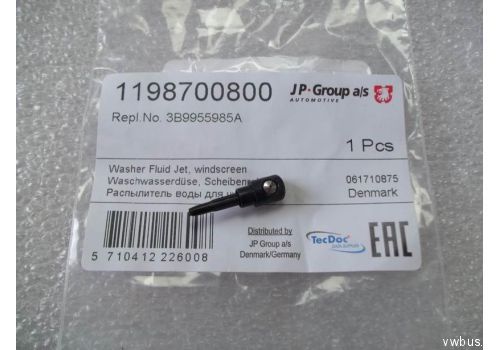 1198700800
JP·Group a/s
AUTOMOTIVE
Repl.No. 3B9955985A
1 Pcs
Washer Fluid Jet, windscreen
Waschwasserdüse,
061710875
Распылитель воды для
Denmark
5 710412 226008
Distributed by
JP Group a/s
Denmark/Germany
TecDoc
EAC
vwbus.